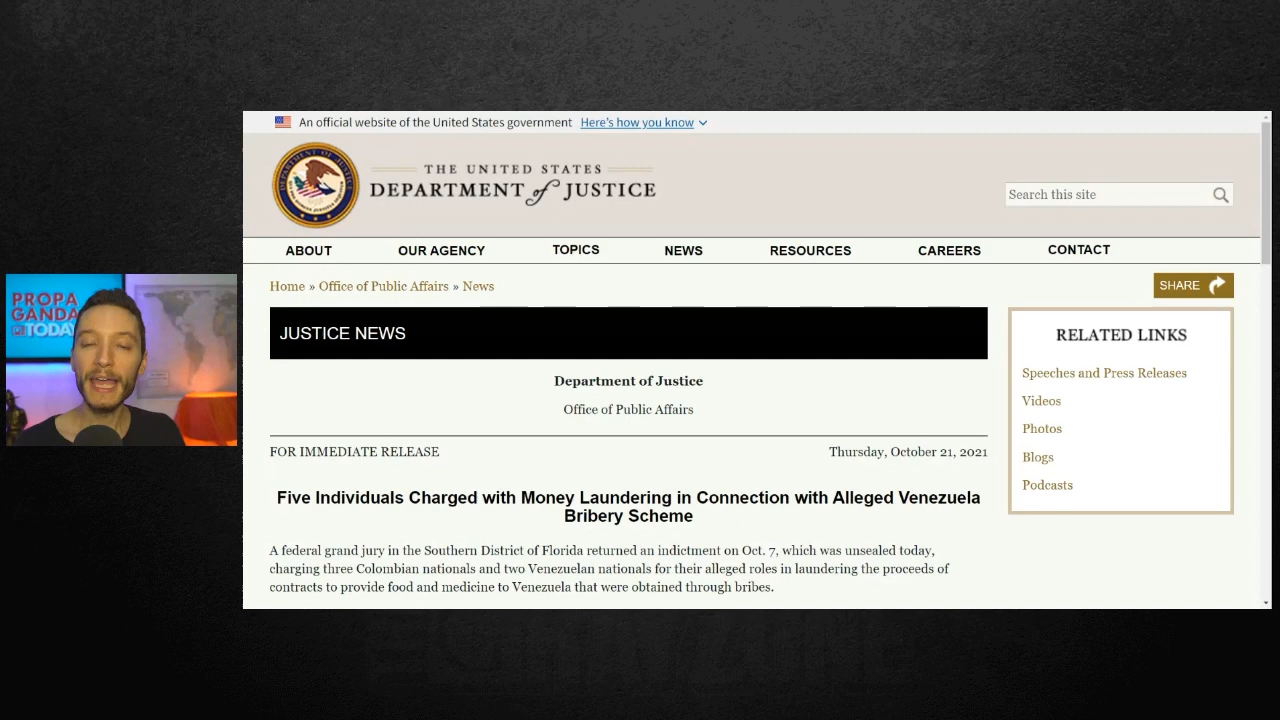 An official website of the United States government Here's how you know
THE UNITED STATES
DEPARTMENT of JUSTICE
Search this site
ABOUT OUR AGENCY TOPICS NEWS RESOURCES CAREERS CONTACT
Home » Office of Public Affairs » News
SHARE
JUSTICE NEWS
RELATED LINKS
Speeches and Press Releases
Videos
Photos
Blogs
Podcasts
Department of Justice
Office of Public Affairs
FOR IMMEDIATE RELEASE Thursday, October 21, 2021
Five Individuals Charged with Money Laundering in Connection with Alleged Venezuela
Bribery Scheme
A federal grand jury in the Southern District of Florida returned an indictment on Oct. 7, which was unsealed today,
charging three Colombian nationals and two Venezuelan nationals for their alleged roles in laundering the proceeds of
contracts to provide food and medicine to Venezuela that were obtained through bribes.
PROPA
GANDA
TODAY